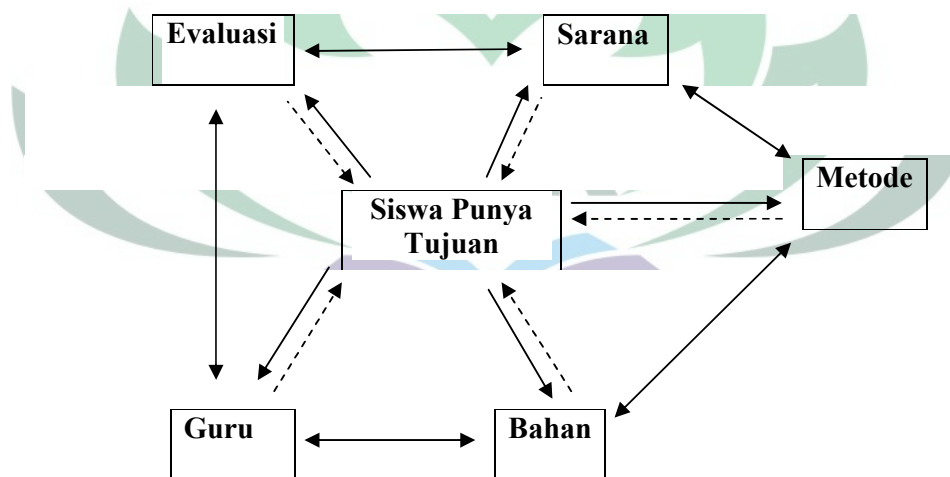 Evaluasi
Sarana
Metode
Siswa Punya
Tujuan
Guru
Bahan